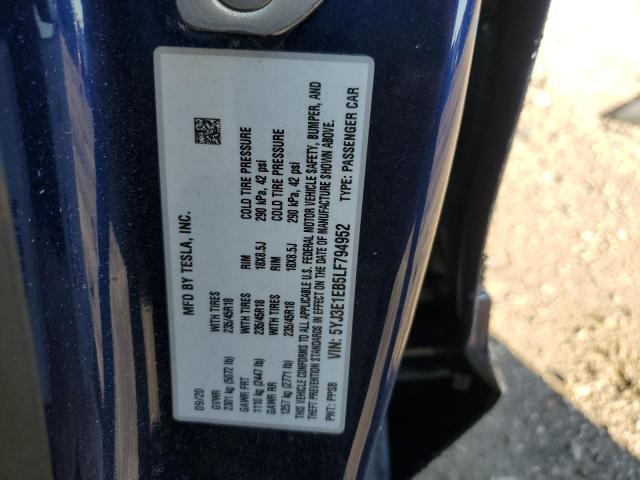 MFD BY TESLA, INC.
09/20
GVWR WITH TIRES RIM COLD TIRE PRESSURE
2301 kg (5072 lb) 235/45R18 18X8.5J 290 kPa, 42 psi
GAWR FRT WITH TIRES RIM COLD TIRE PRESSURE
1110 kg (2447 lb) 235/45R18 18X8.5J 290 kPa, 42 psi
GAWR RR WITH TIRES
1257 kg (2771 lb) 235/45R18
THIS VEHICLE CONFORMS TO ALL APPLICABLE U.S. FEDERAL MOTOR VEHICLE SAFETY, BUMPER, AND
THEFT PREVENTION STANDARDS IN EFFECT ON THE DATE OF MANUFACTURE SHOWN ABOVE.
VIN: 5YJ3E1EB5LF794952 TYPE: PASSENGER CAR
PNT: PPSB